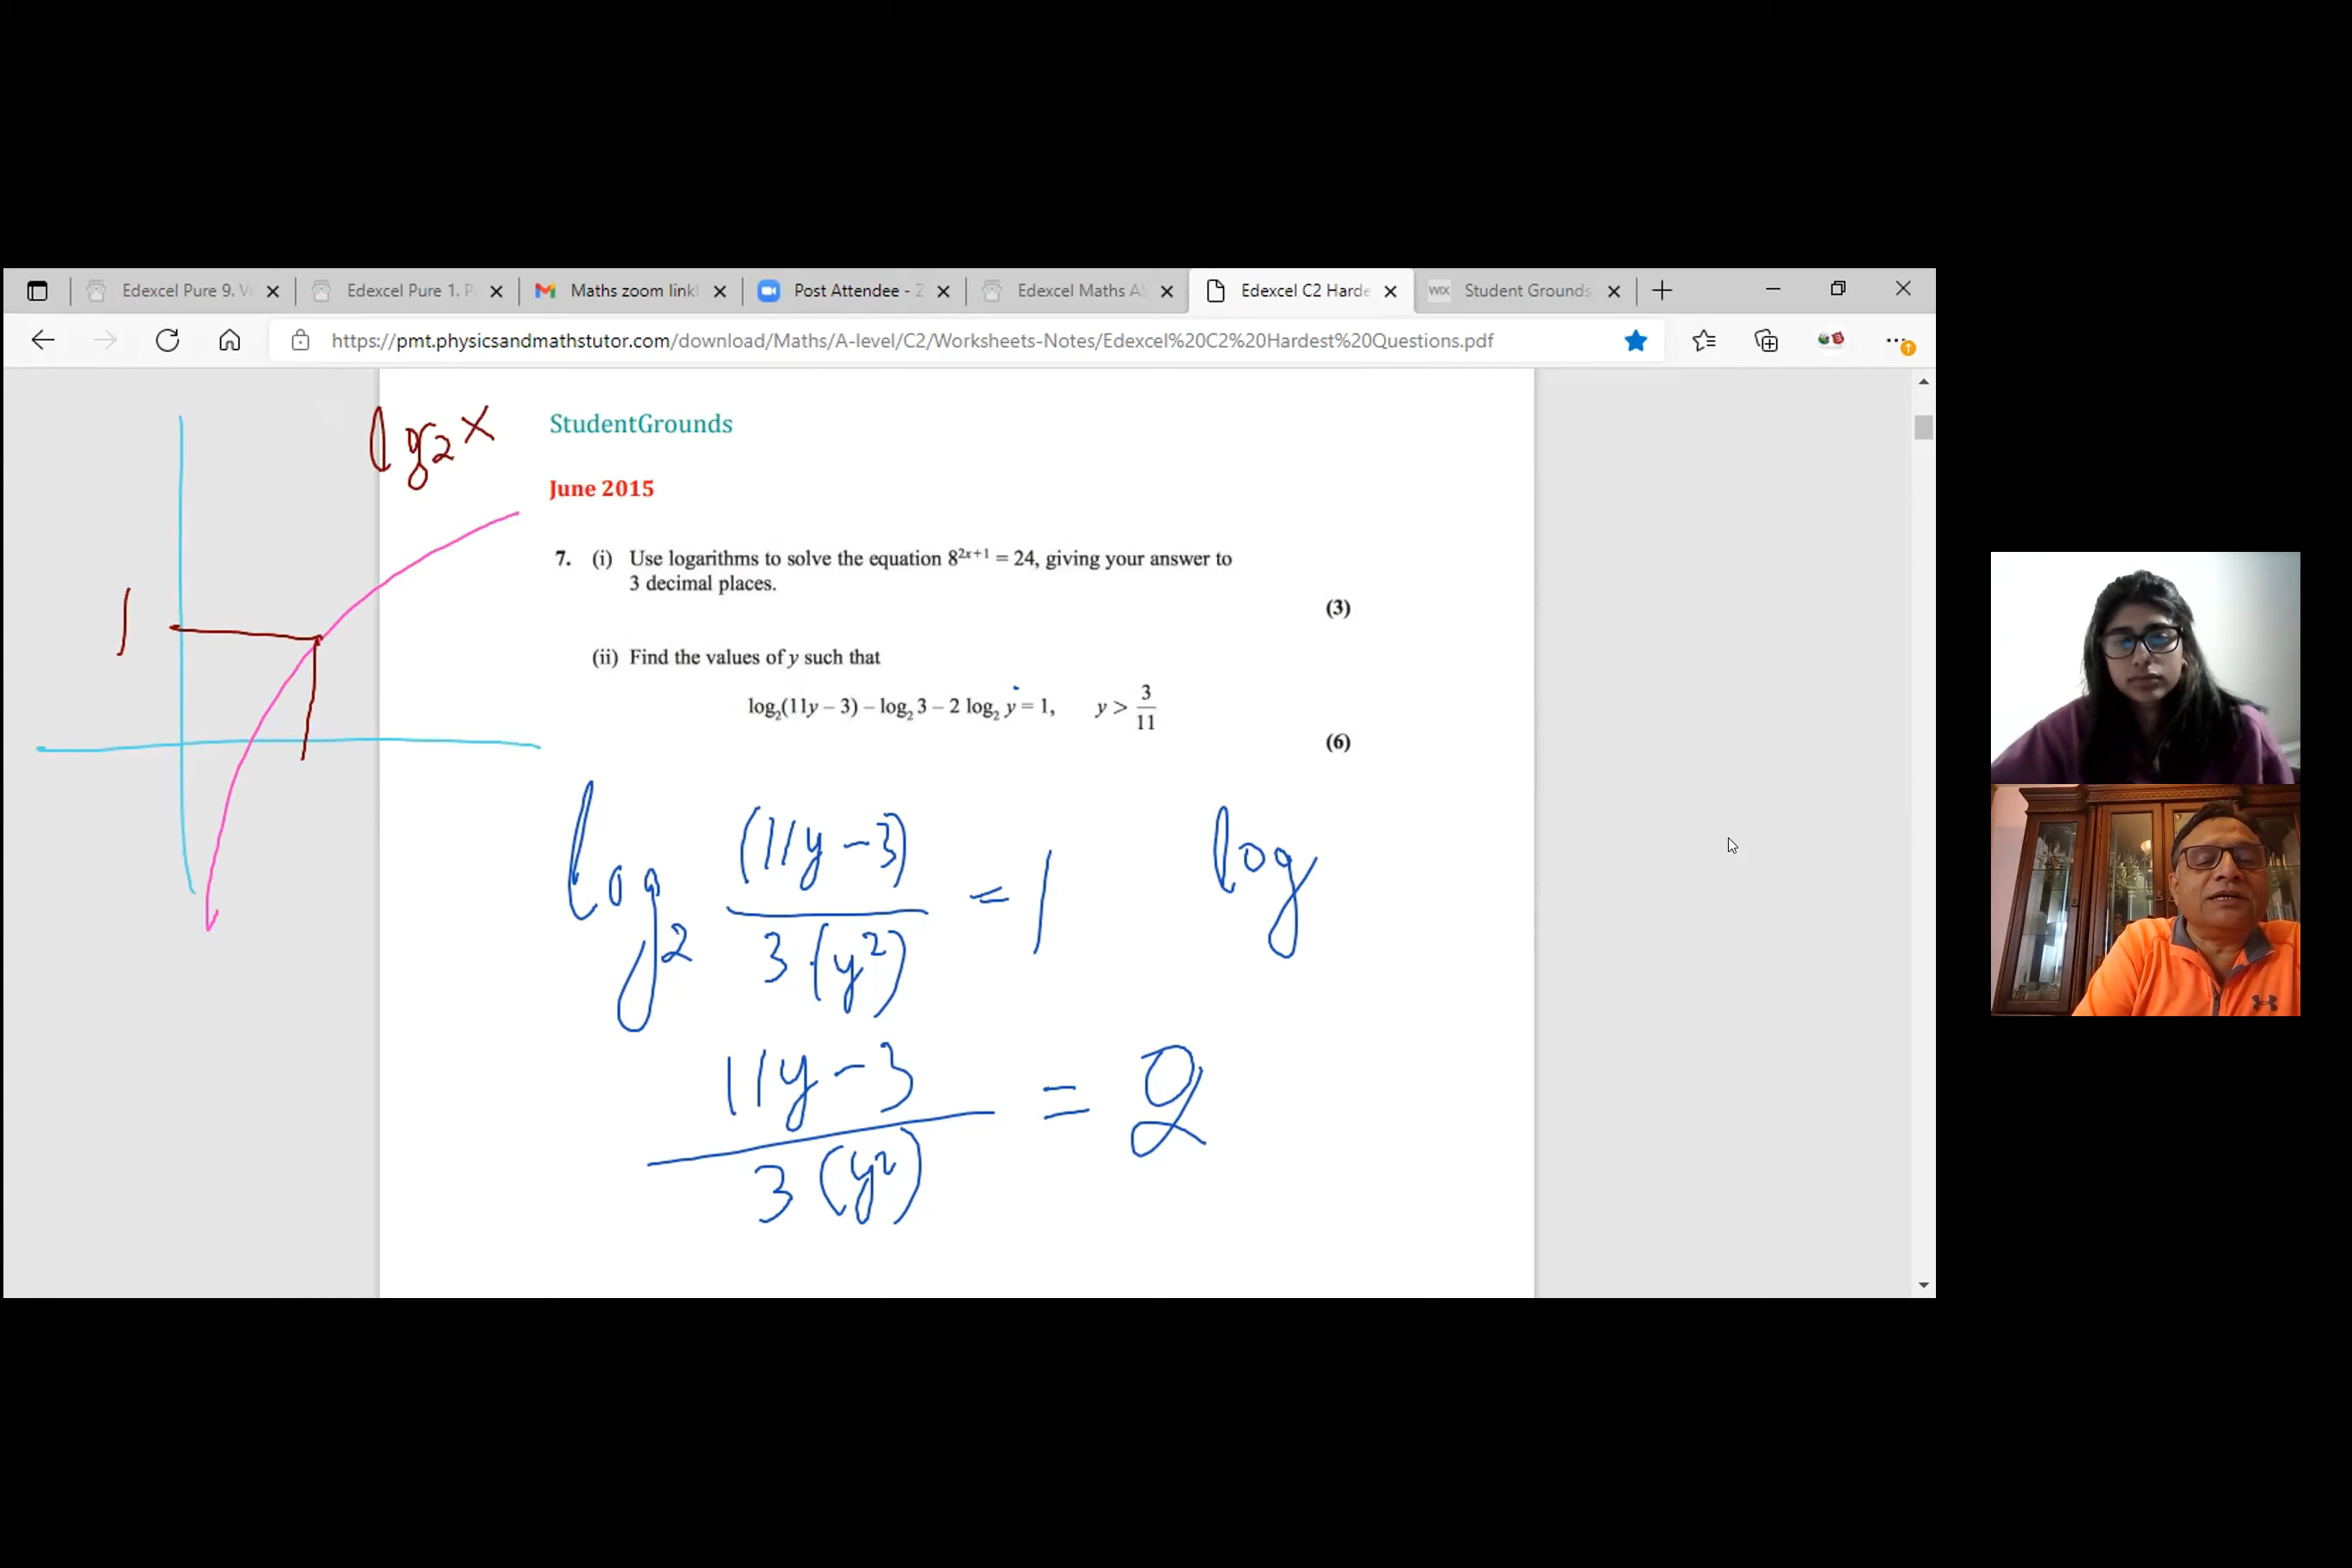 Edexcel Pure 9. V
Edexcel Pure 1. P
Maths zoom link
Post Attendee - Z
Edexcel Maths A
Edexcel C2 Harde
WIX Student Grounds
https://pmt.physicsandmathstutor.com/download/Maths/A-level/C2/Worksheets-Notes/Edexcel%20C2%20Hardest%20Questions.pdf
log₂x
StudentGrounds
June 2015
7. (i) Use logarithms to solve the equation 8²ˣ⁺¹ = 24, giving your answer to
3 decimal places.
(3)
1
(ii) Find the values of y such that
log₂(11y – 3) – log₂ 3 – 2 log₂ y = 1, y > 3/11
(6)
log₂ (11y - 3) / 3(y²) = 1
log
11y - 3 / 3(y²) = 2